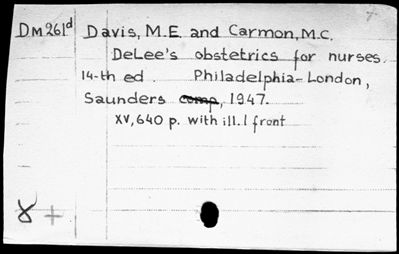 Dm261d Davis, M.E. and Carmon, M.C.
DeLee's obstetrics for nurses.
14-th ed. Philadelphia-London,
Saunders comp, 1947.
XV, 640 p. with ill. 1 front
8 +